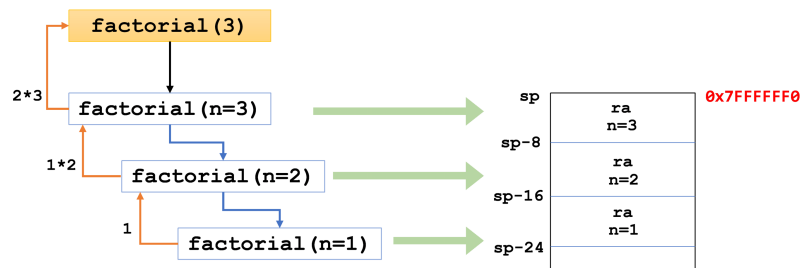 factorial(3)
2*3
factorial(n=3)
1*2
factorial(n=2)
1
factorial(n=1)
sp
0x7FFFFFF0
ra
n=3
sp-8
ra
n=2
sp-16
ra
n=1
sp-24